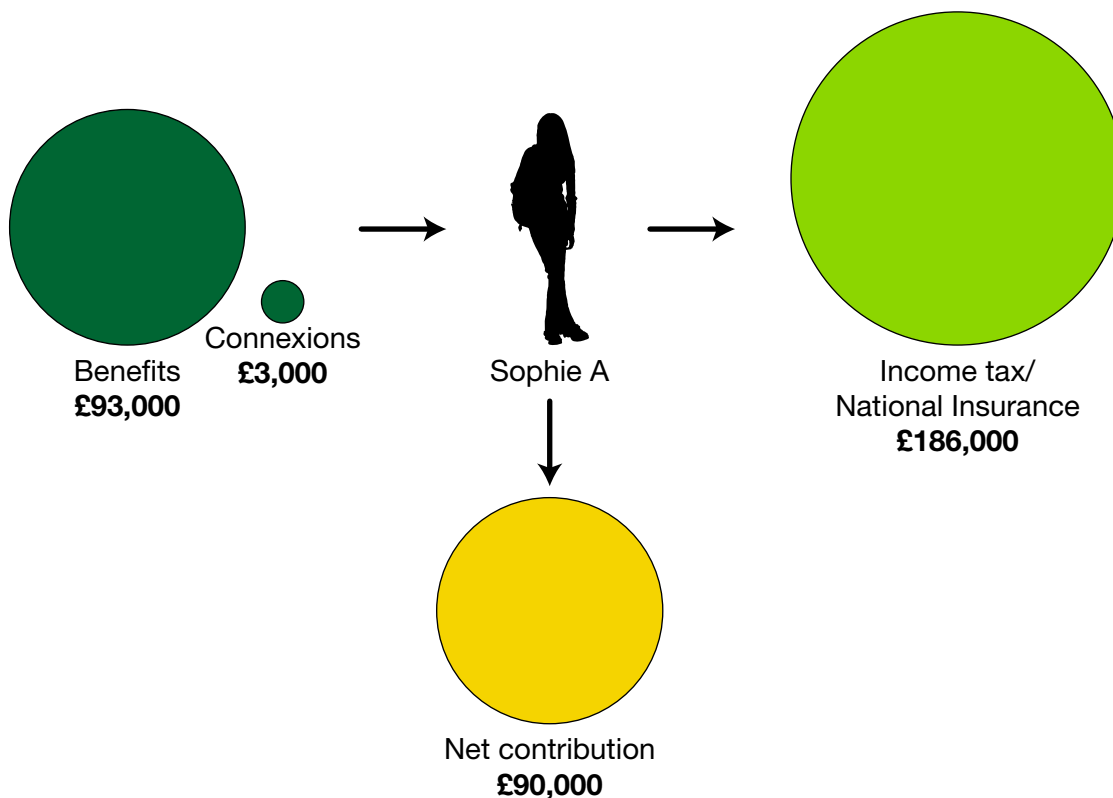 Connexions
£3,000
Benefits
£93,000
Sophie A
Income tax/
National Insurance
£186,000
Net contribution
£90,000